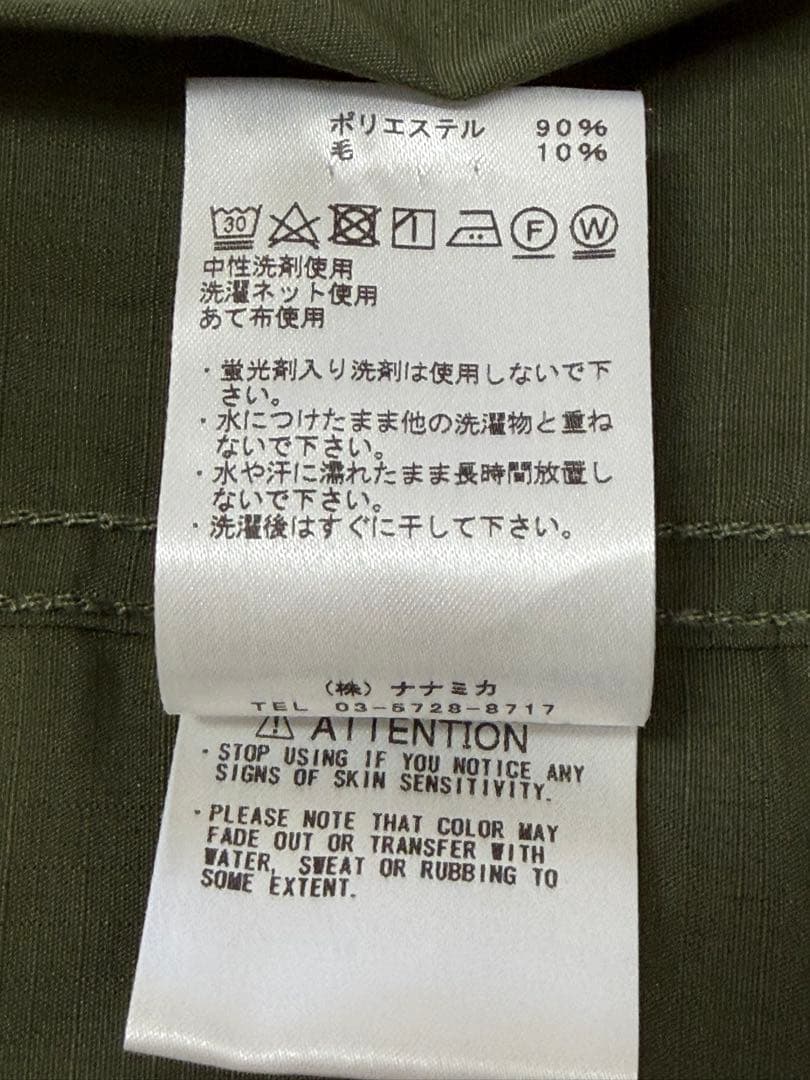 ポリエステル 90%
毛 10%
30 F W
中性洗剤使用
洗濯ネット使用
あて布使用
・蛍光剤入り洗剤は使用しないで下
さい。
・水につけたまま他の洗濯物と重ね
ないで下さい。
・水や汗に濡れたまま長時間放置し
ないで下さい。
・洗濯後はすぐに干して下さい。
(株) ナナミカ
TEL 03-5728-8717
⚠ ATTENTION
・STOP USING IF YOU NOTICE ANY
SIGNS OF SKIN SENSITIVITY.
・PLEASE NOTE THAT COLOR MAY
FADE OUT OR TRANSFER WITH
WATER, SWEAT OR RUBBING TO
SOME EXTENT.